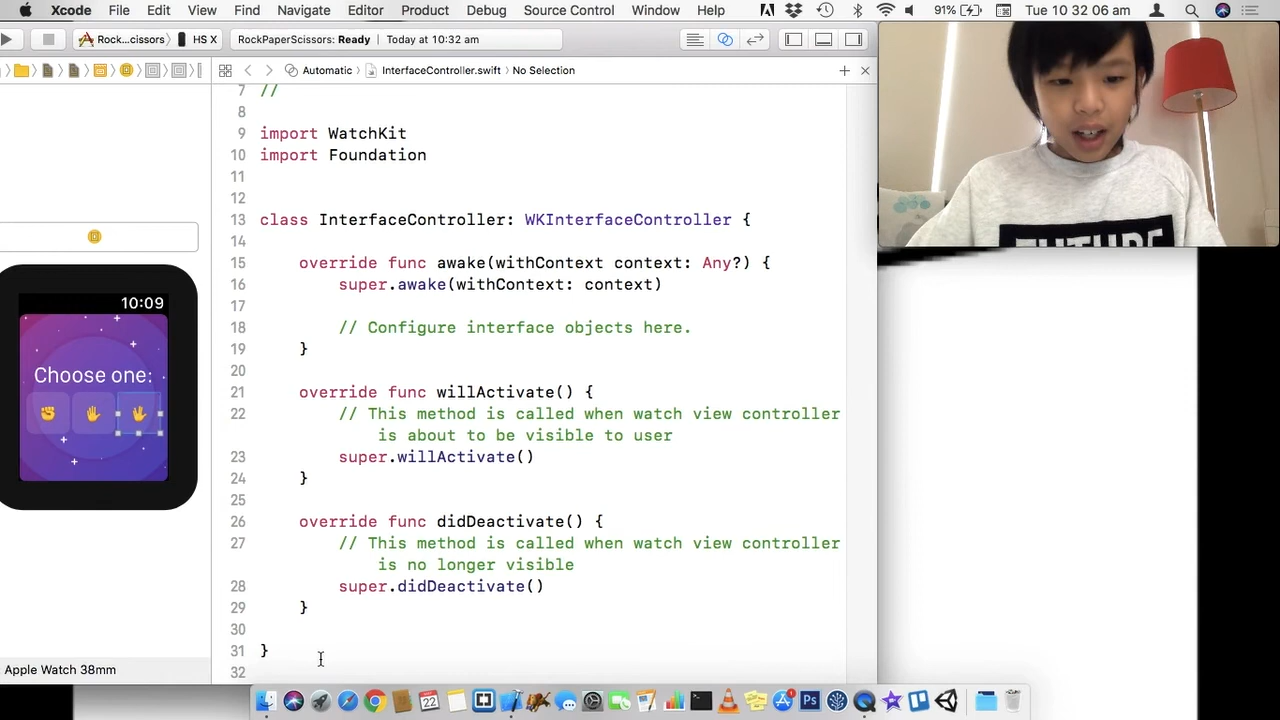 Xcode File Edit View Find Navigate Editor Product Debug Source Control Window Help 91% Tue 10 32 06 am
Rock...cissors HS X RockPaperScissors: Ready Today at 10:32 am
Automatic InterfaceController.swift No Selection
7 //
8
9 import WatchKit
10 import Foundation
11
12
13 class InterfaceController: WKInterfaceController {
14
15 override func awake(withContext context: Any?) {
16 super.awake(withContext: context)
17
18 // Configure interface objects here.
19 }
20
21 override func willActivate() {
22 // This method is called when watch view controller
is about to be visible to user
23 super.willActivate()
24 }
25
26 override func didDeactivate() {
27 // This method is called when watch view controller
is no longer visible
28 super.didDeactivate()
29 }
30
31 }
32
10:09
Choose one:
Apple Watch 38mm
FUTURE